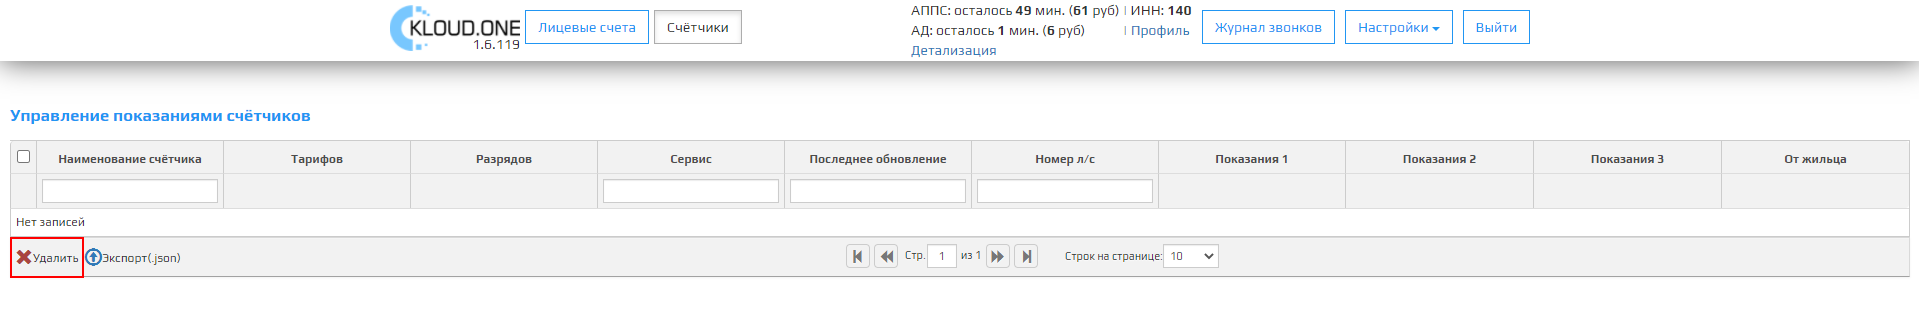 KLOUD.ONE
1.6.119
Лицевые счета
Счётчики
АППС: осталось 49 мин. (61 руб) | ИНН: 140
АД: осталось 1 мин. (6 руб) | Профиль
Детализация
Журнал звонков
Настройки
Выйти
Управление показаниями счётчиков
Наименование счётчика Тарифов Разрядов Сервис Последнее обновление Номер л/с Показания 1 Показания 2 Показания 3 От жильца
Нет записей
Удалить Экспорт(.json) Стр. 1 из 1 Строк на странице: 10